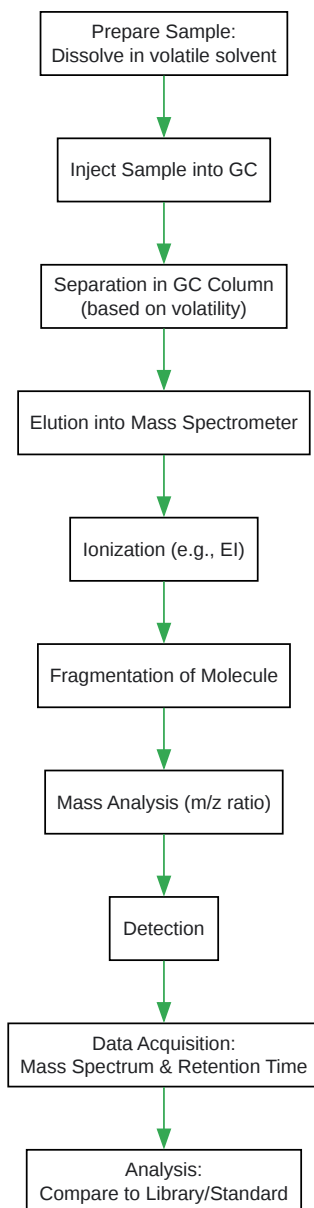 Prepare Sample:
Dissolve in volatile solvent
Inject Sample into GC
Separation in GC Column
(based on volatility)
Elution into Mass Spectrometer
Ionization (e.g., EI)
Fragmentation of Molecule
Mass Analysis (m/z ratio)
Detection
Data Acquisition:
Mass Spectrum & Retention Time
Analysis:
Compare to Library/Standard